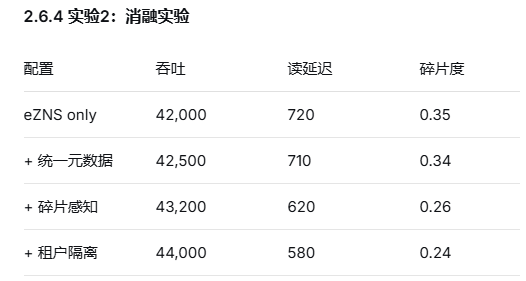 2.6.4 实验2：消融实验
配置 吞吐 读延迟 碎片度
eZNS only 42,000 720 0.35
+ 统一元数据 42,500 710 0.34
+ 碎片感知 43,200 620 0.26
+ 租户隔离 44,000 580 0.24